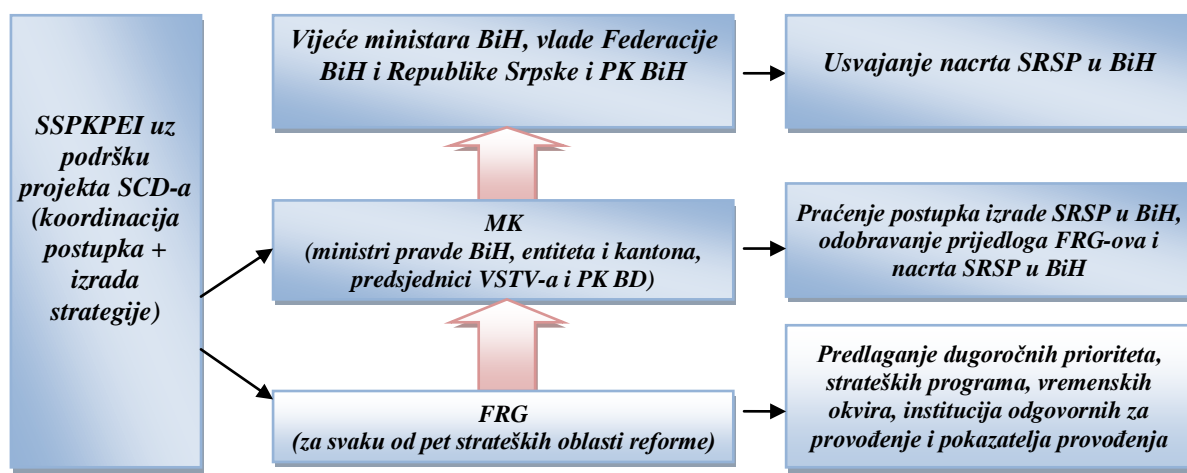 SSPKPEI uz
podršku
projekta SCD-a
(koordinacija
postupka +
izrada
strategije)
Vijeće ministara BiH, vlade Federacije
BiH i Republike Srpske i PK BiH
Usvajanje nacrta SRSP u BiH
MK
(ministri pravde BiH, entiteta i kantona,
predsjednici VSTV-a i PK BD)
Praćenje postupka izrade SRSP u BiH,
odobravanje prijedloga FRG-ova i
nacrta SRSP u BiH
FRG
(za svaku od pet strateških oblasti reforme)
Predlaganje dugoročnih prioriteta,
strateških programa, vremenskih
okvira, institucija odgovornih za
provođenje i pokazatelja provođenja